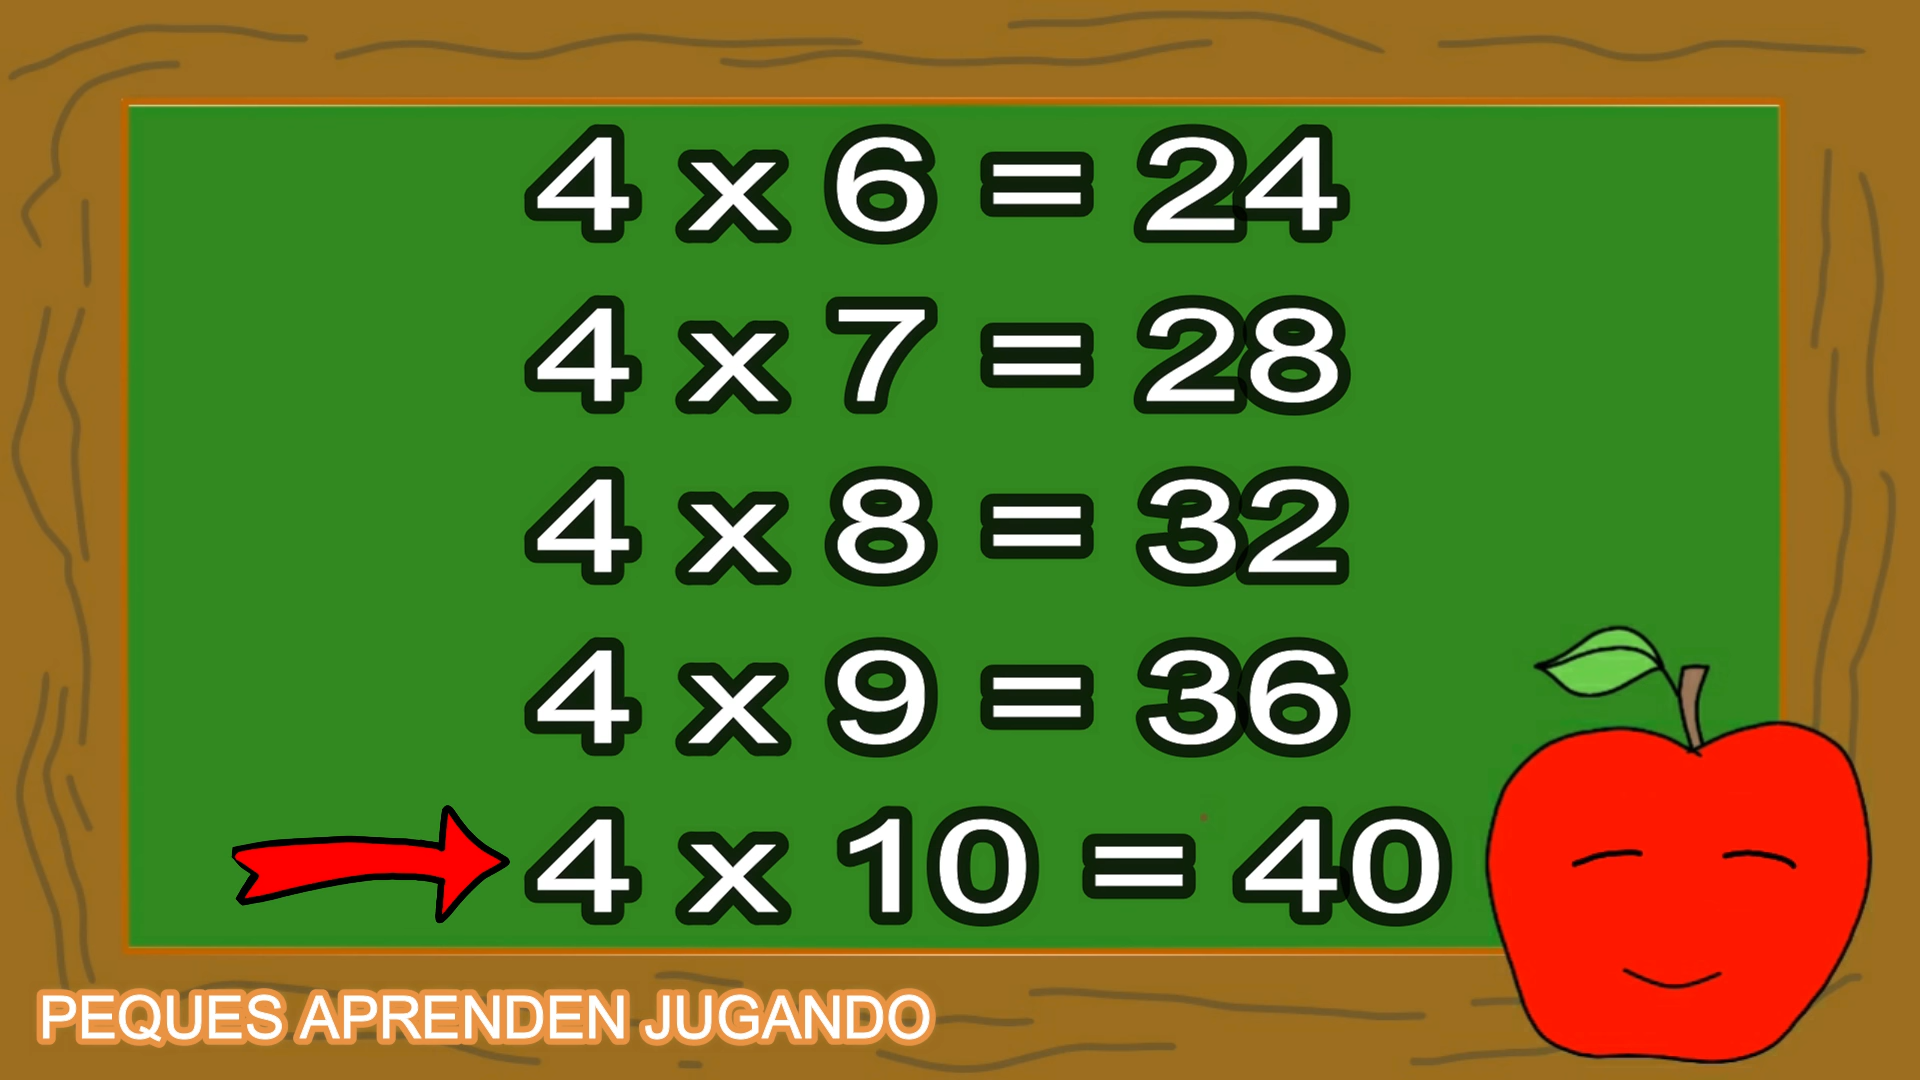 4 x 6 = 24
4 x 7 = 28
4 x 8 = 32
4 x 9 = 36
4 x 10 = 40
PEQUES APRENDEN JUGANDO